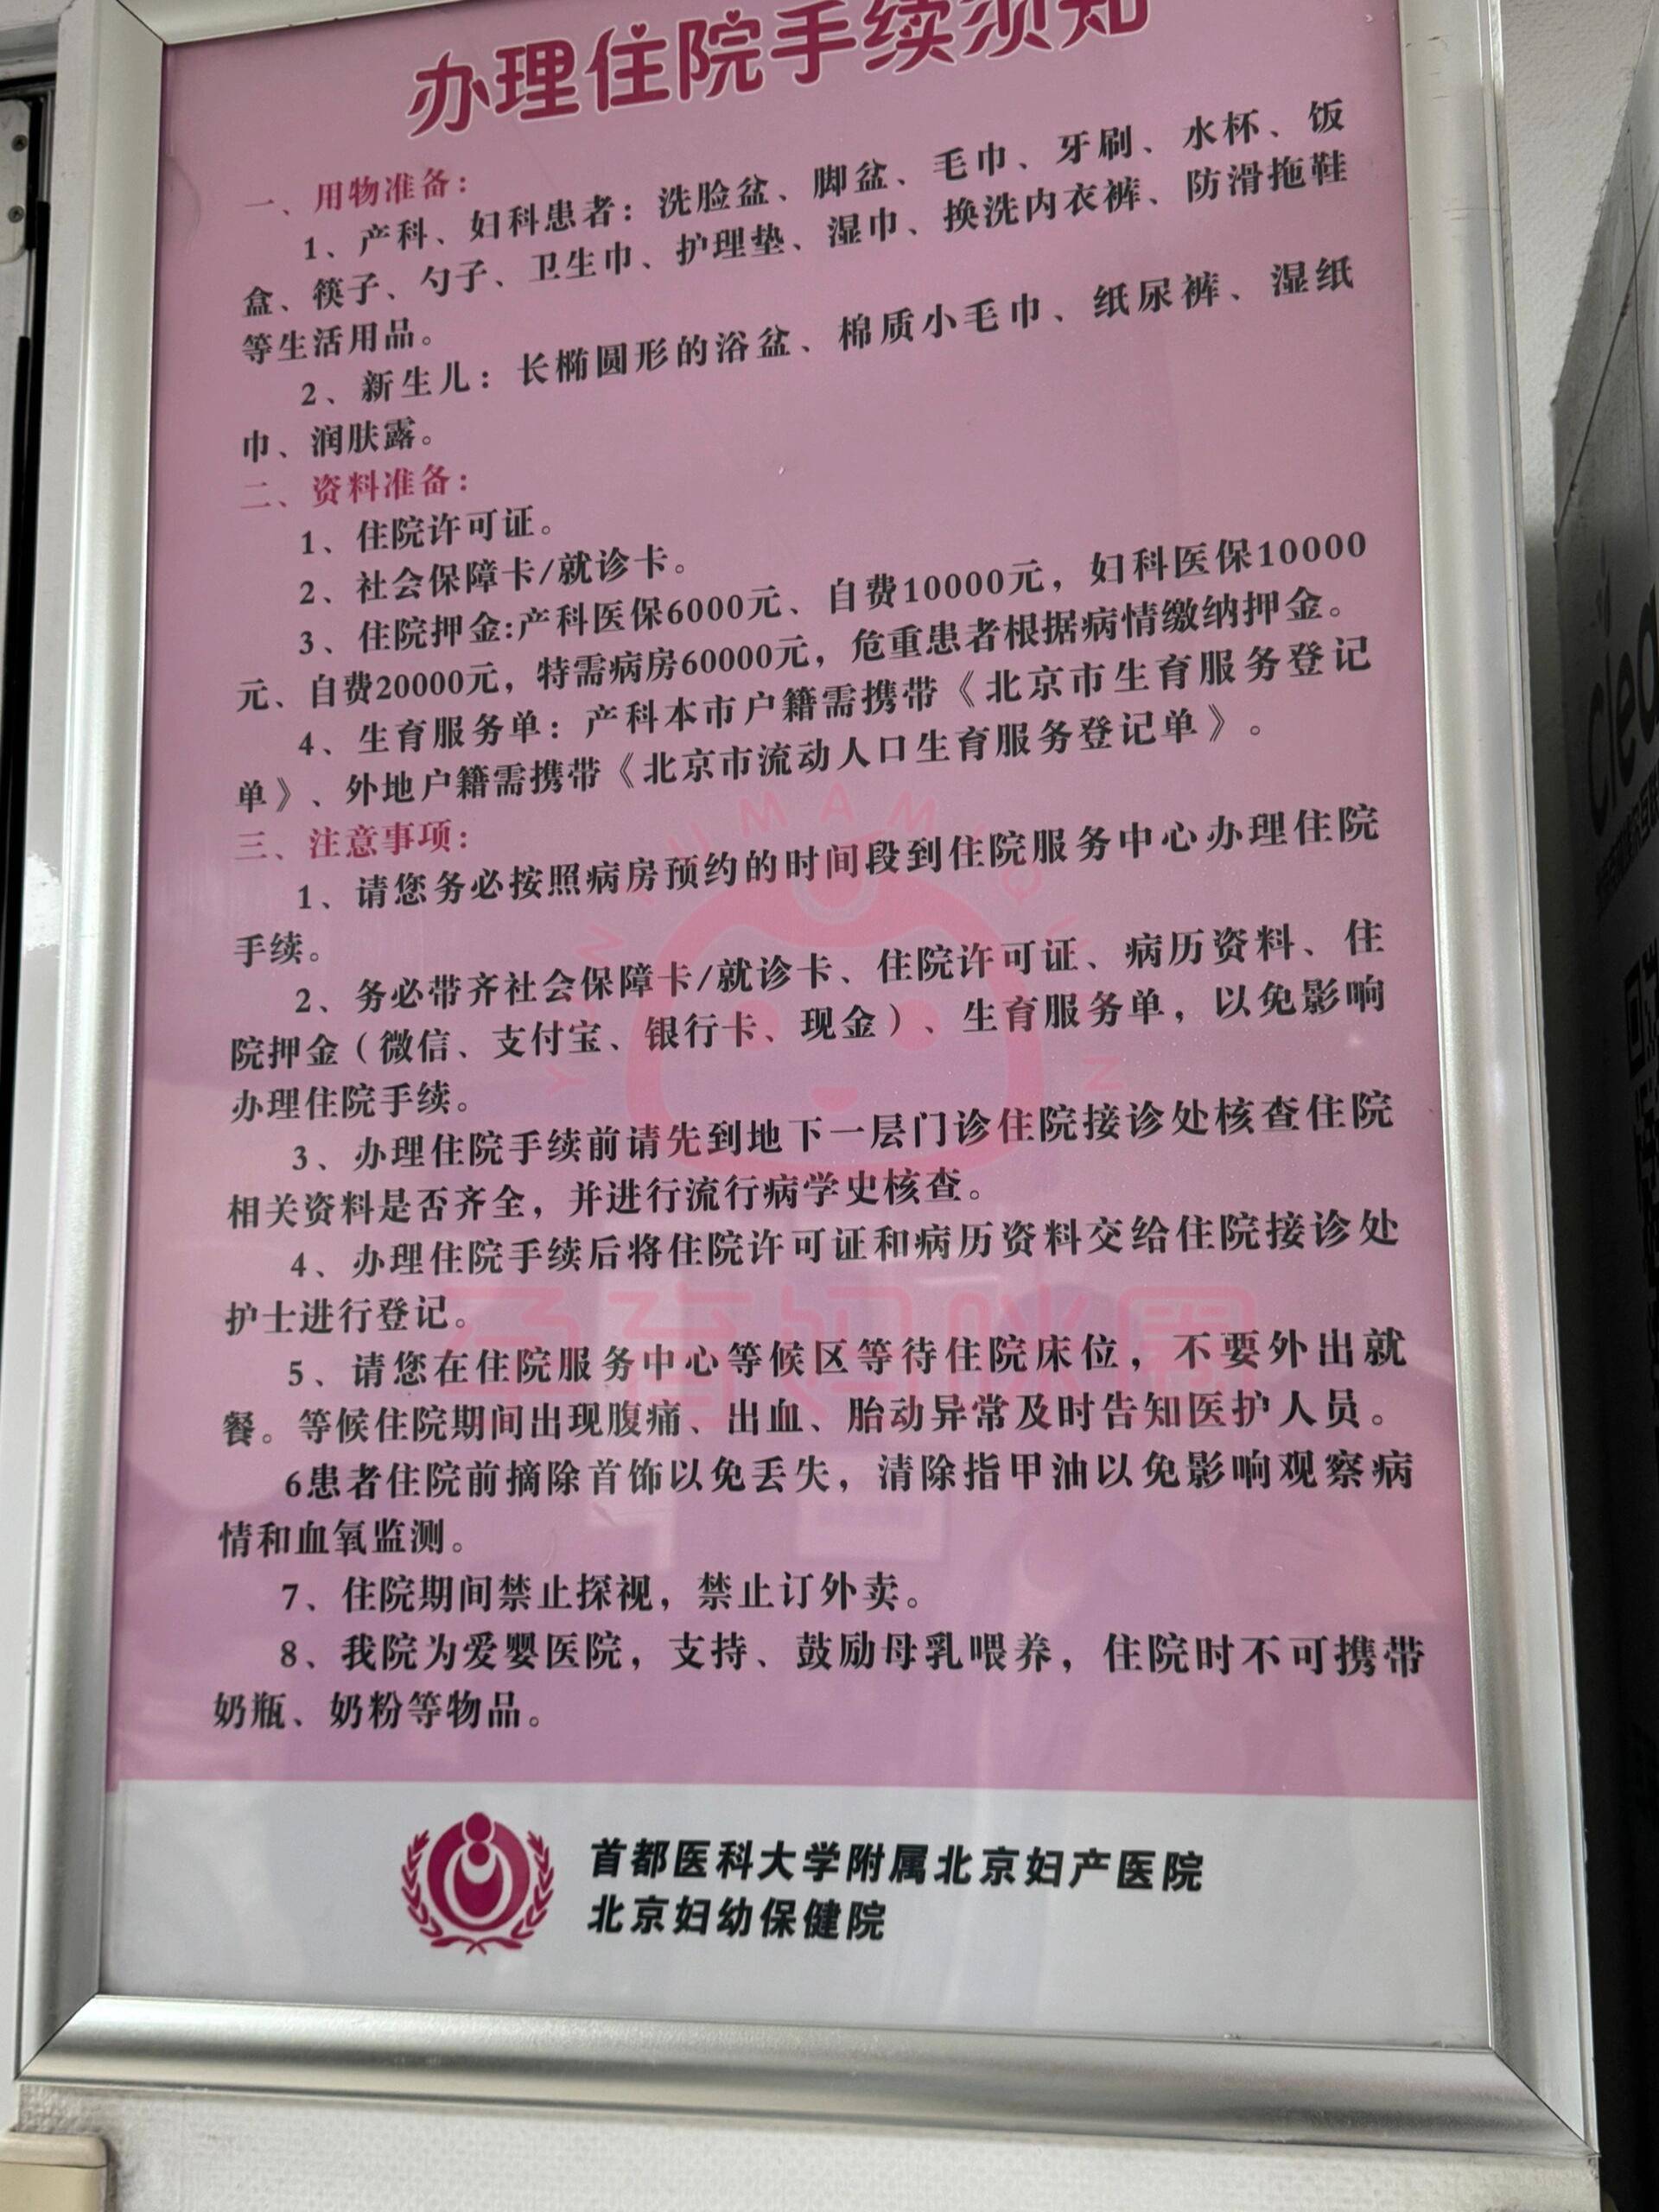 办理住院手续须知
一、用物准备：
1、产科、妇科患者：洗脸盆、脚盆、毛巾、牙刷、水杯、饭
盒、筷子、勺子、卫生巾、护理垫、湿巾、换洗内衣裤、防滑拖鞋
等生活用品。
2、新生儿：长椭圆形的浴盆、棉质小毛巾、纸尿裤、湿纸
巾、润肤露。
二、资料准备：
1、住院许可证。
2、社会保障卡/就诊卡。
3、住院押金:产科医保6000元、自费10000元，妇科医保10000
元、自费20000元，特需病房60000元，危重患者根据病情缴纳押金。
4、生育服务单：产科本市户籍需携带《北京市生育服务登记
单》、外地户籍需携带《北京市流动人口生育服务登记单》。
三、注意事项：
1、请您务必按照病房预约的时间段到住院服务中心办理住院
手续。
2、务必带齐社会保障卡/就诊卡、住院许可证、病历资料、住
院押金（微信、支付宝、银行卡、现金）、生育服务单，以免影响
办理住院手续。
3、办理住院手续前请先到地下一层门诊住院接诊处核查住院
相关资料是否齐全，并进行流行病学史核查。
4、办理住院手续后将住院许可证和病历资料交给住院接诊处
护士进行登记。
5、请您在住院服务中心等候区等待住院床位，不要外出就
餐。等候住院期间出现腹痛、出血、胎动异常及时告知医护人员。
6患者住院前摘除首饰以免丢失，清除指甲油以免影响观察病
情和血氧监测。
7、住院期间禁止探视，禁止订外卖。
8、我院为爱婴医院，支持、鼓励母乳喂养，住院时不可携带
奶瓶、奶粉等物品。
首都医科大学附属北京妇产医院
北京妇幼保健院
孕育妈咪圈
clea